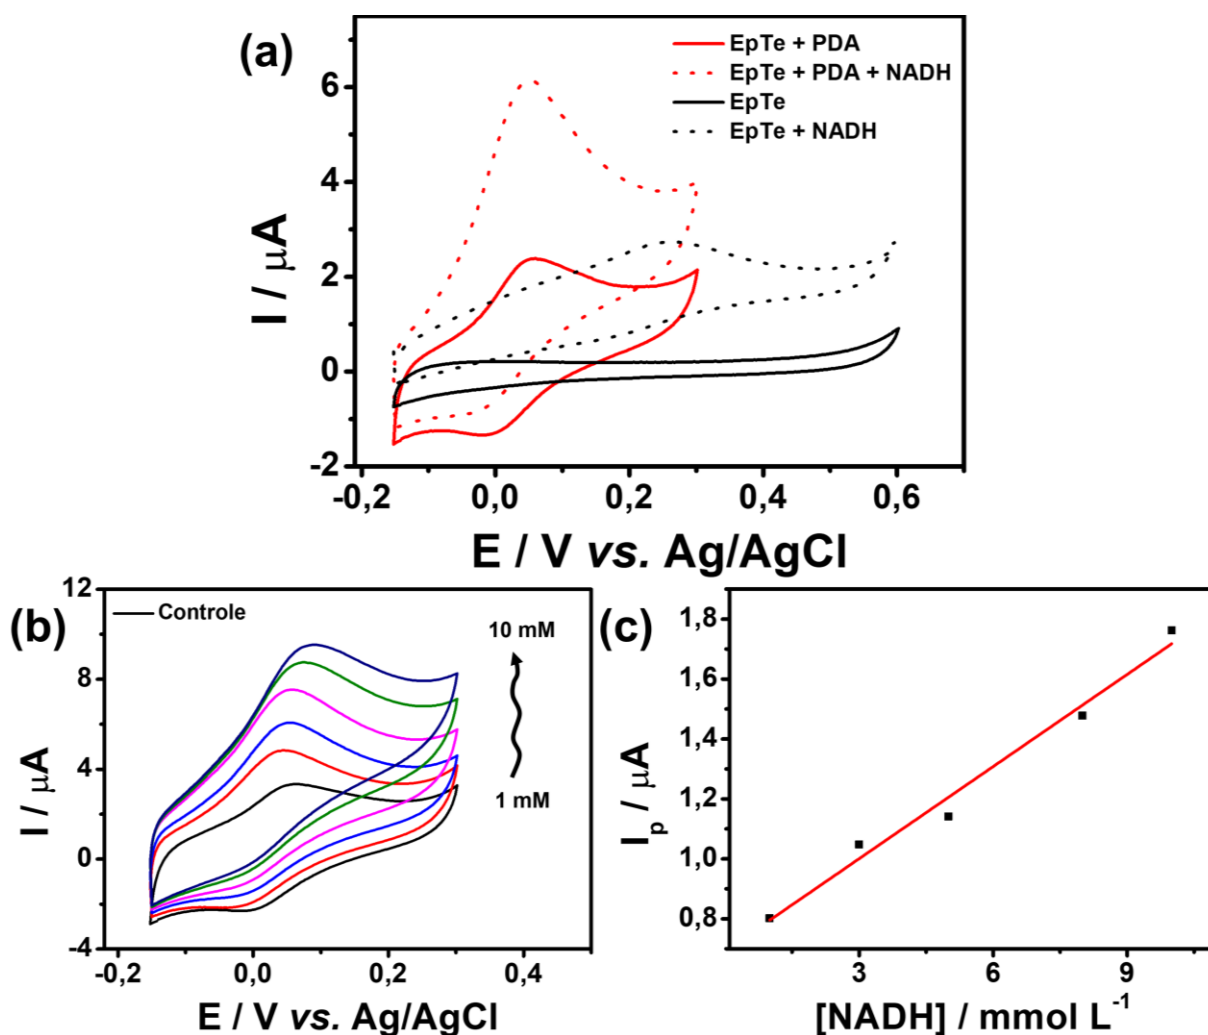 (a)
EpTe + PDA
EpTe + PDA + NADH
EpTe
EpTe + NADH
6
4
2
0
-2
I / μA
-0,2 0,0 0,2 0,4 0,6
E / V vs. Ag/AgCl
(b)
Controle
10 mM
1 mM
12
8
4
0
-4
I / μA
-0,2 0,0 0,2 0,4
E / V vs. Ag/AgCl
(c)
1,8
1,6
1,4
1,2
1,0
0,8
Ip / μA
3 6 9
[NADH] / mmol L⁻¹